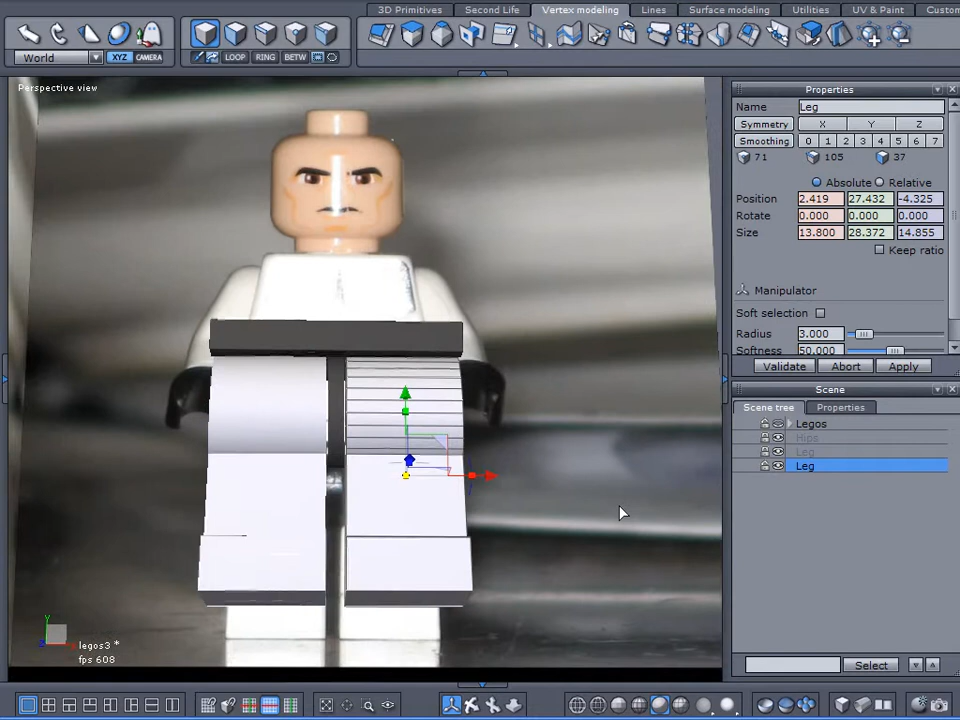 3D Primitives Second Life Vertex modeling Lines Surface modeling Utilities UV & Paint Custom
World XYZ CAMERA LOOP RING BETW
Perspective view
Properties
Name Leg
Symmetry X Y Z
Smoothing 0 1 2 3 4 5 6 7
71 105 37
Absolute Relative
Position 2.419 27.432 -4.325
Rotate 0.000 0.000 0.000
Size 13.800 28.372 14.855
Keep ratio
Manipulator
Soft selection
Radius 3.000
Softness 50.000
Validate Abort Apply
Scene
Scene tree Properties
Legos
Hips
Leg
Leg
Y
legos3 *
fps 608
Select